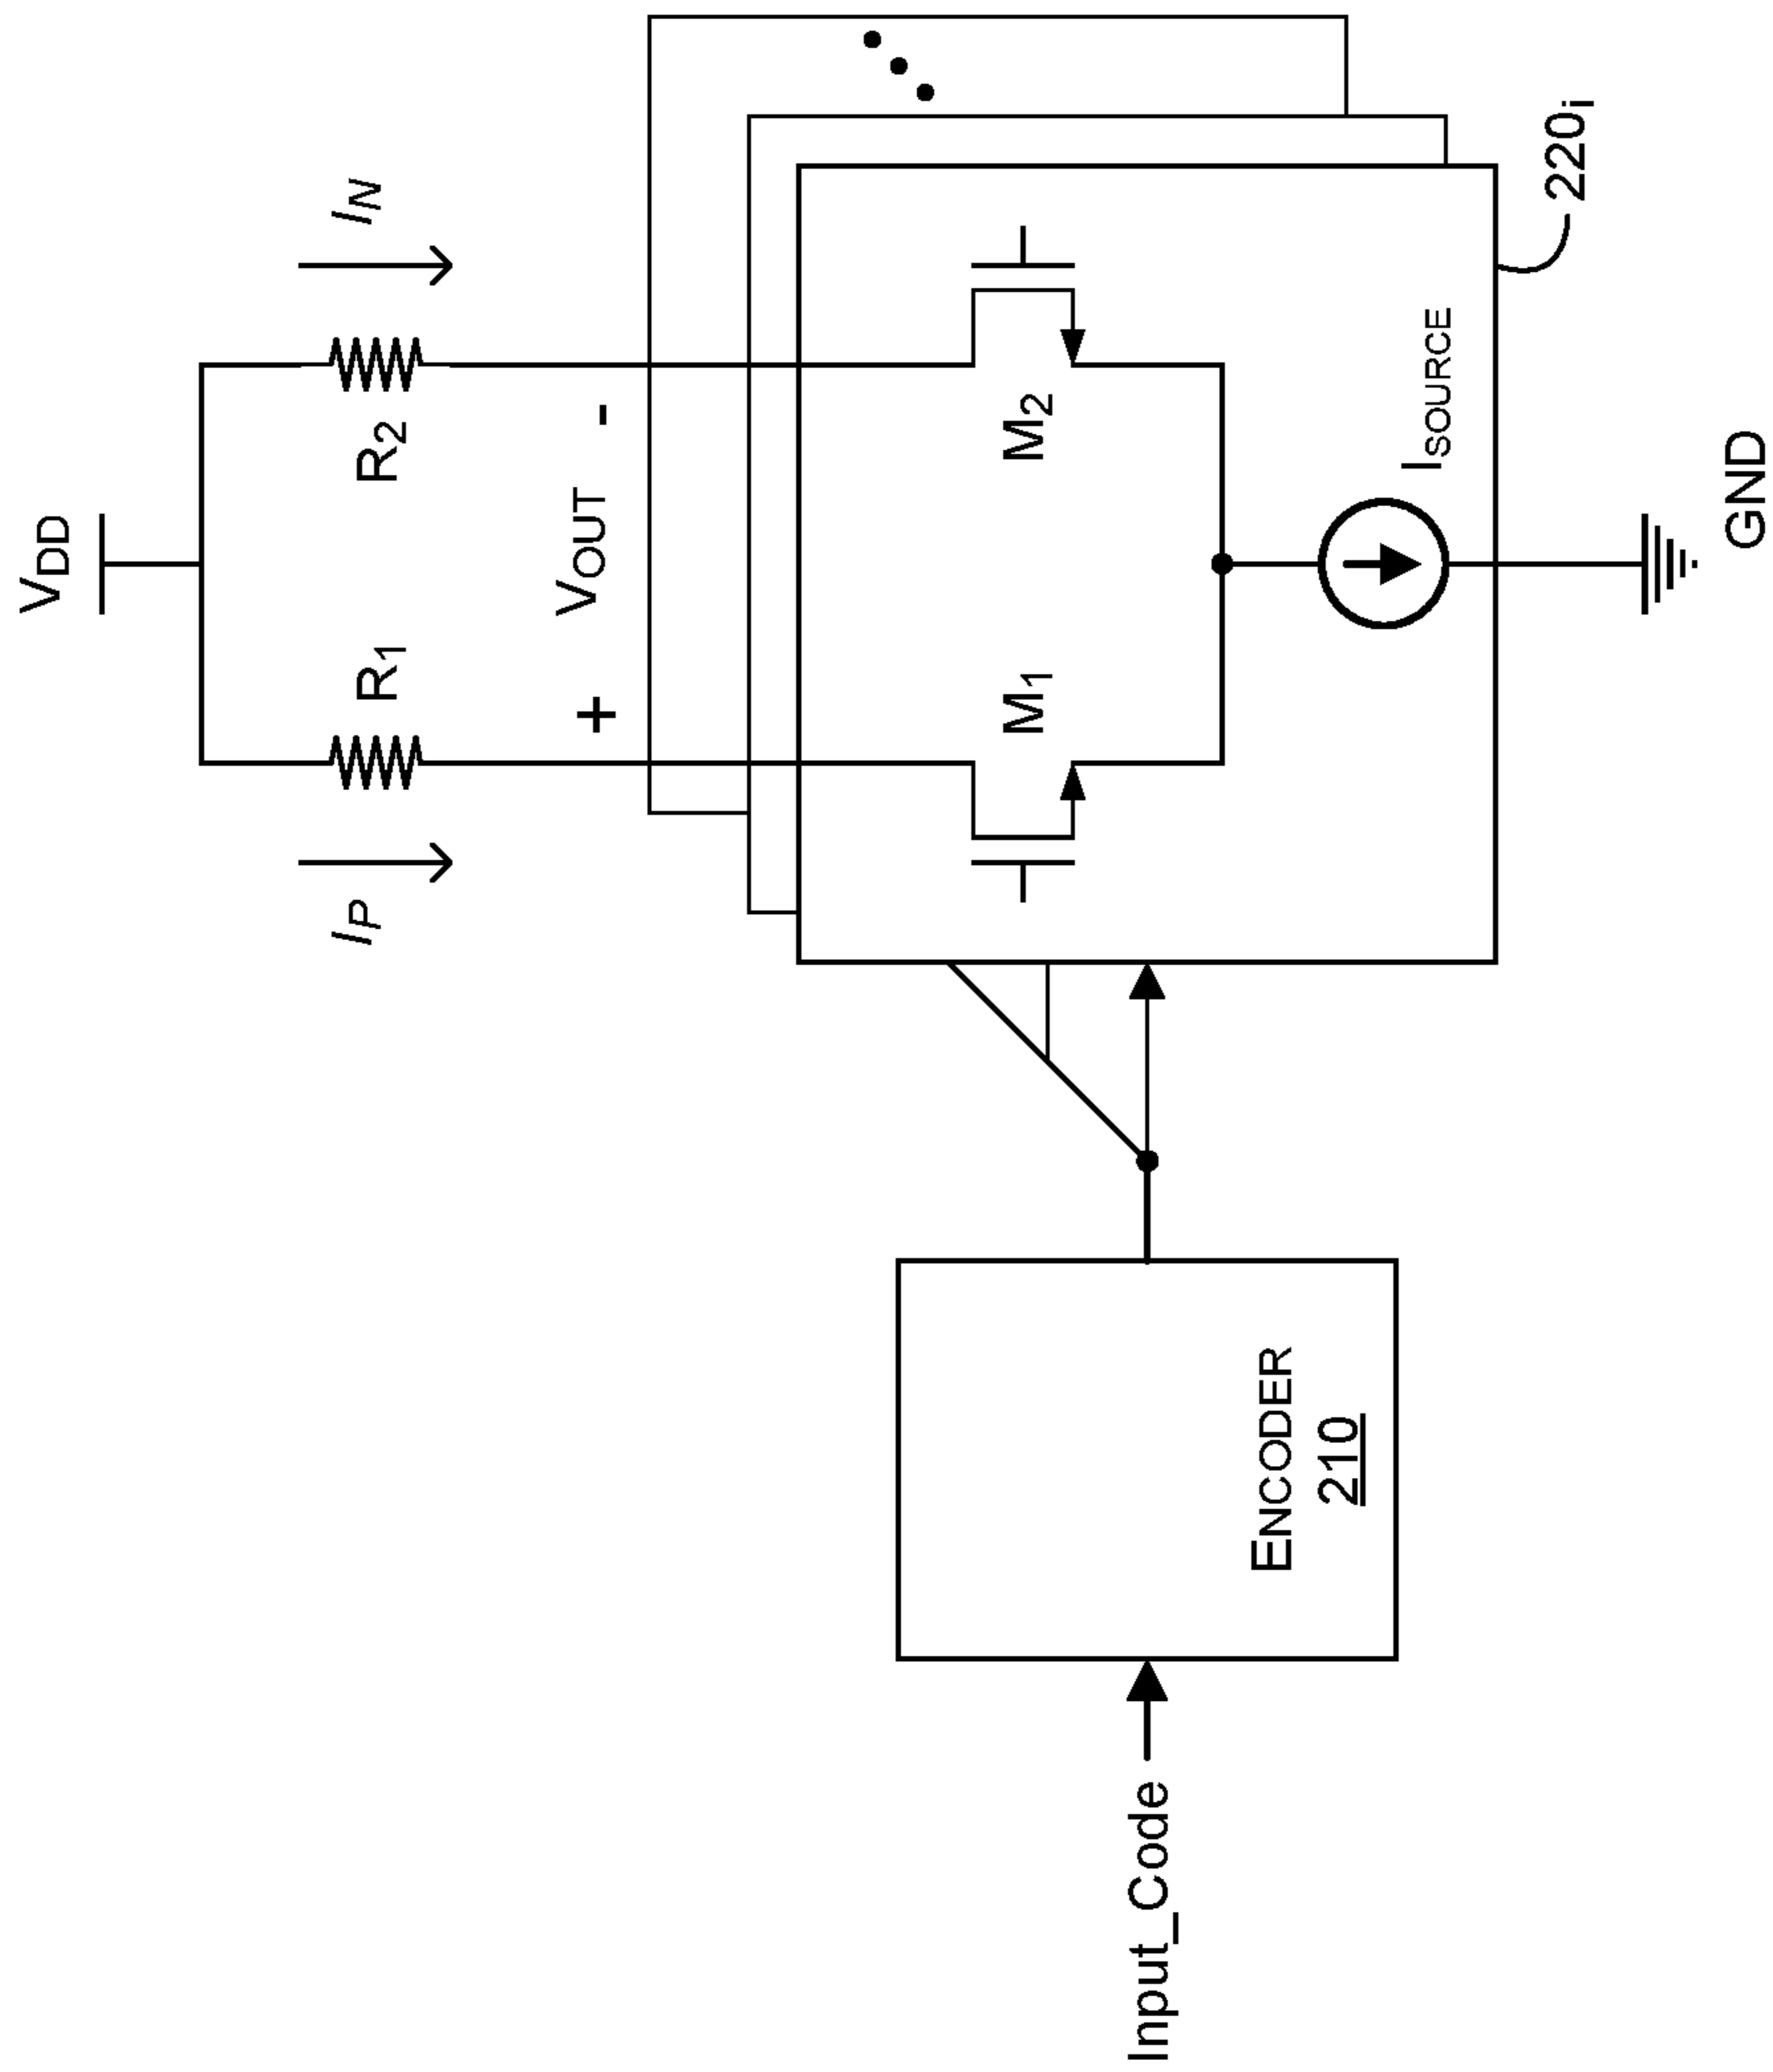 VDD
R1
R2
IP
IN
+
VOUT
-
M1
M2
ISOURCE
220i
GND
Input_Code
ENCODER
210